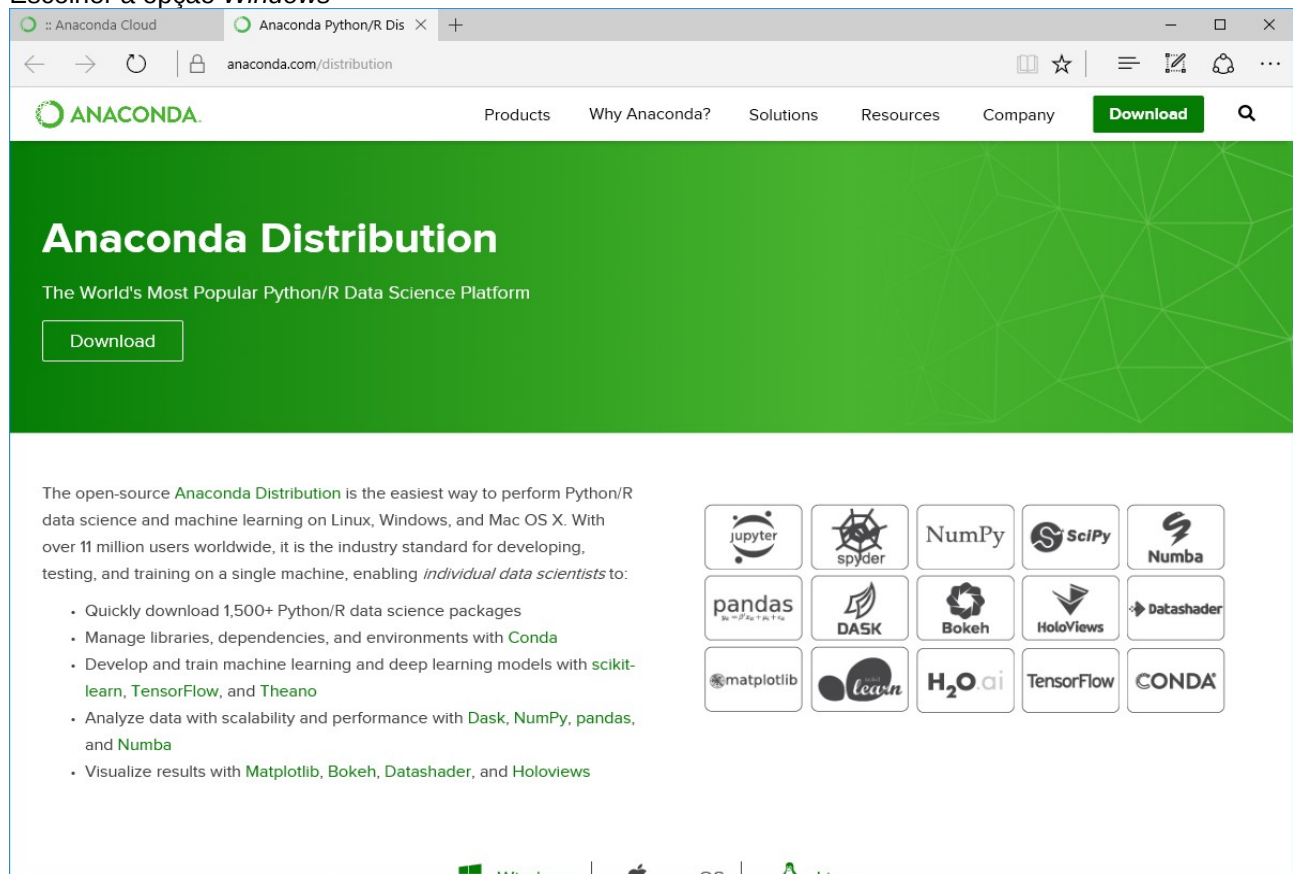 Escolher a opção Windows
:: Anaconda Cloud
Anaconda Python/R Dis
anaconda.com/distribution
ANACONDA.
Products Why Anaconda? Solutions Resources Company Download
Anaconda Distribution
The World's Most Popular Python/R Data Science Platform
Download
The open-source Anaconda Distribution is the easiest way to perform Python/R
data science and machine learning on Linux, Windows, and Mac OS X. With
over 11 million users worldwide, it is the industry standard for developing,
testing, and training on a single machine, enabling individual data scientists to:
• Quickly download 1,500+ Python/R data science packages
• Manage libraries, dependencies, and environments with Conda
• Develop and train machine learning and deep learning models with scikit-
learn, TensorFlow, and Theano
• Analyze data with scalability and performance with Dask, NumPy, pandas,
and Numba
• Visualize results with Matplotlib, Bokeh, Datashader, and Holoviews
jupyter spyder NumPy SciPy Numba
pandas DASK Bokeh HoloViews Datashader
matplotlib learn H2O.ai TensorFlow CONDA